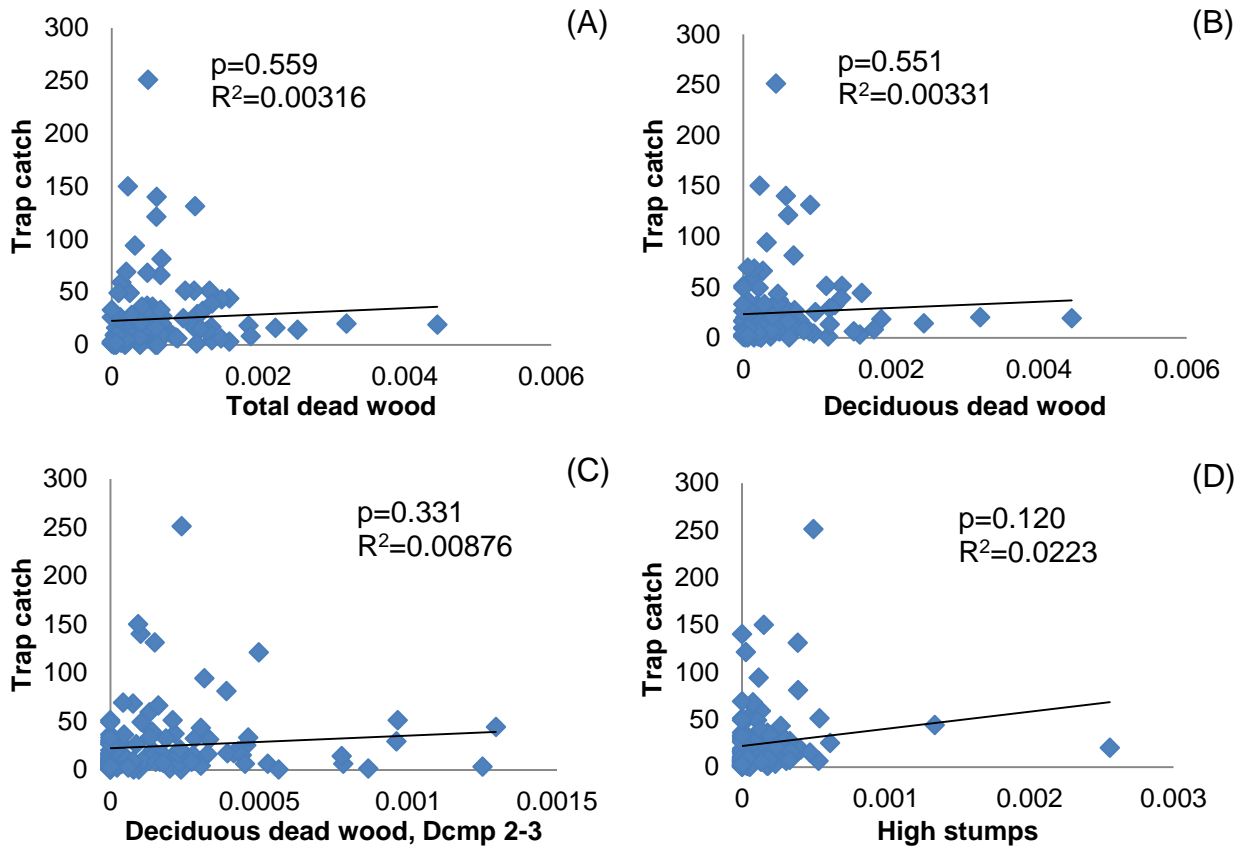 (A)
p=0.559
R²=0.00316
300
250
200
150
100
50
0
Trap catch
0 0.002 0.004 0.006
Total dead wood
(B)
p=0.551
R²=0.00331
300
250
200
150
100
50
0
Trap catch
0 0.002 0.004 0.006
Deciduous dead wood
(C)
p=0.331
R²=0.00876
300
250
200
150
100
50
0
Trap catch
0 0.0005 0.001 0.0015
Deciduous dead wood, Dcmp 2-3
(D)
p=0.120
R²=0.0223
300
250
200
150
100
50
0
Trap catch
0 0.001 0.002 0.003
High stumps